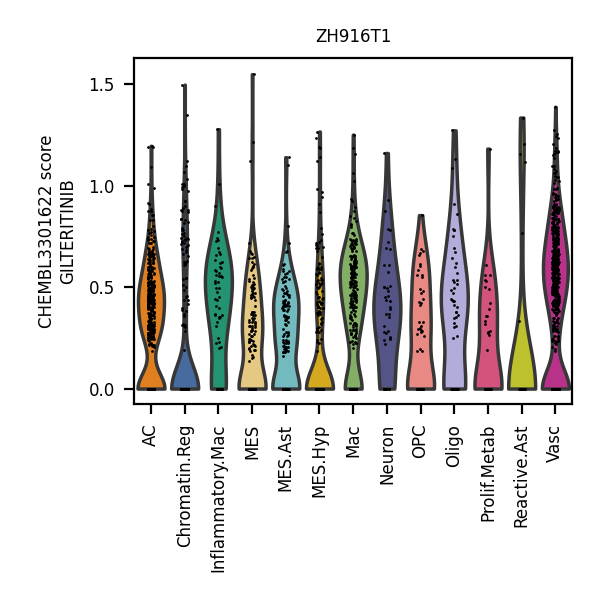 ZH916T1
CHEMBL3301622 score
GILTERITINIB
1.5
1.0
0.5
0.0
AC
Chromatin.Reg
Inflammatory.Mac
MES
MES.Ast
MES.Hyp
Mac
Neuron
OPC
Oligo
Prolif.Metab
Reactive.Ast
Vasc